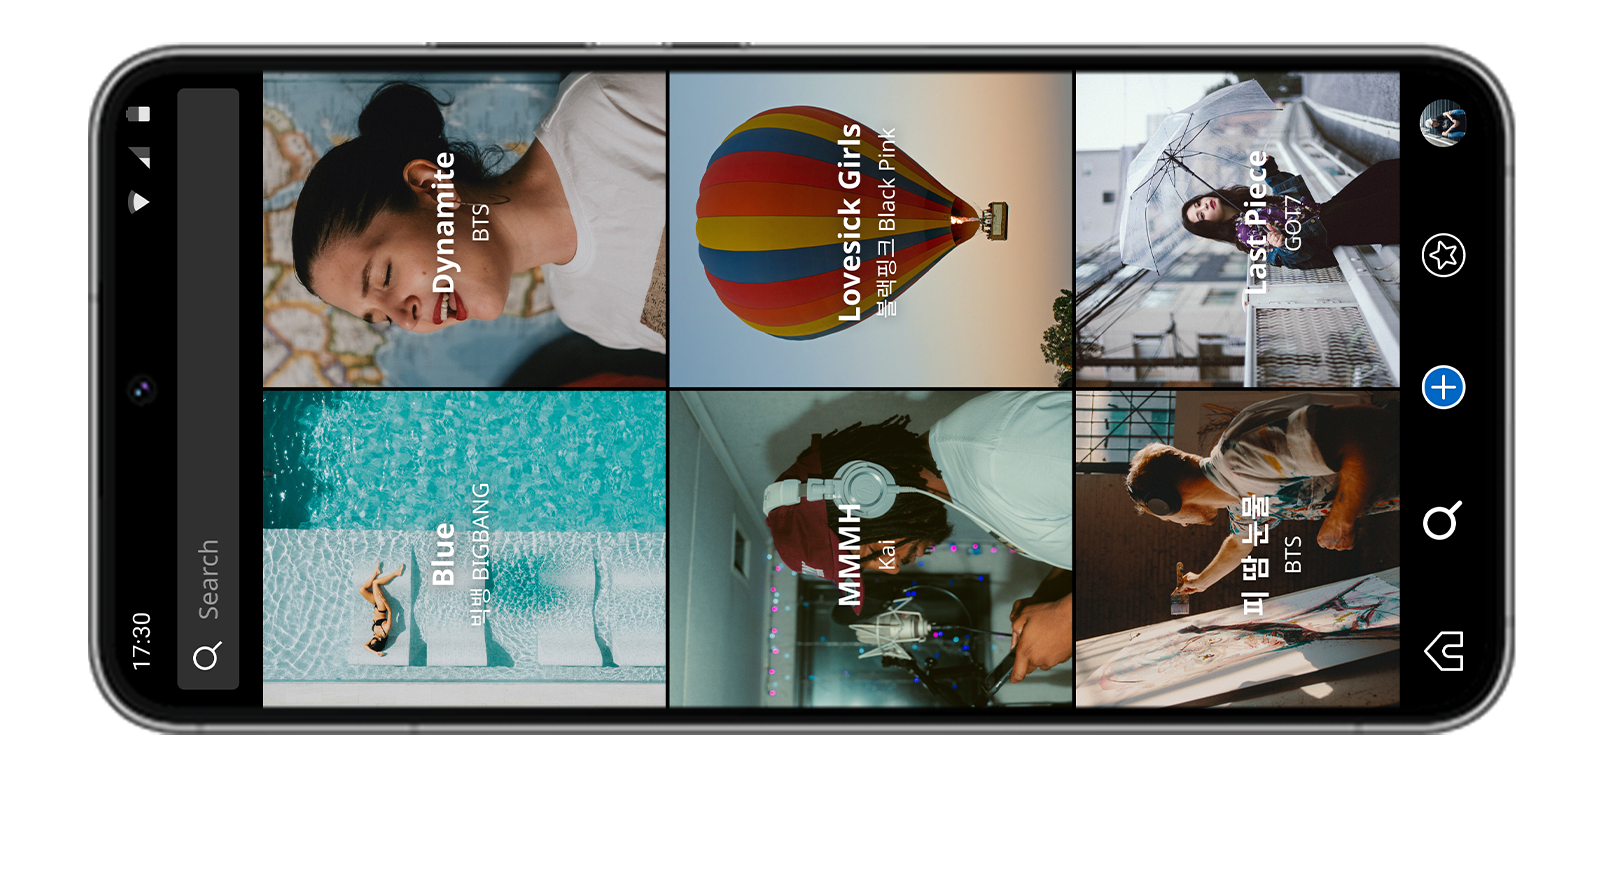 17:30
Search
Blue
빅뱅 BIGBANG
Dynamite
BTS
MMMH
Kai
Lovesick Girls
블랙핑크 Black Pink
피 땀 눈물
BTS
Last Piece
GOT7